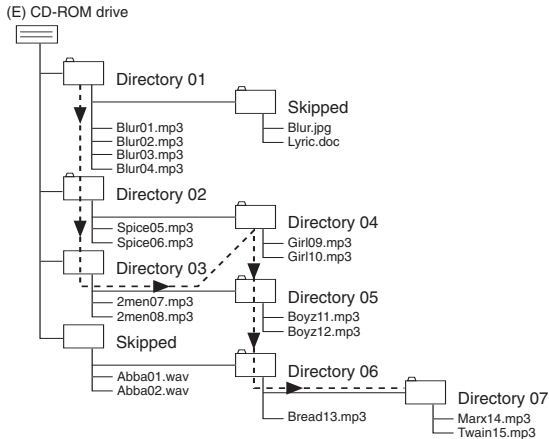 (E) CD-ROM drive
Directory 01
Blur01.mp3
Blur02.mp3
Blur03.mp3
Blur04.mp3
Skipped
Blur.jpg
Lyric.doc
Directory 02
Spice05.mp3
Spice06.mp3
Directory 04
Girl09.mp3
Girl10.mp3
Directory 03
2men07.mp3
2men08.mp3
Directory 05
Boyz11.mp3
Boyz12.mp3
Skipped
Abba01.wav
Abba02.wav
Directory 06
Bread13.mp3
Directory 07
Marx14.mp3
Twain15.mp3